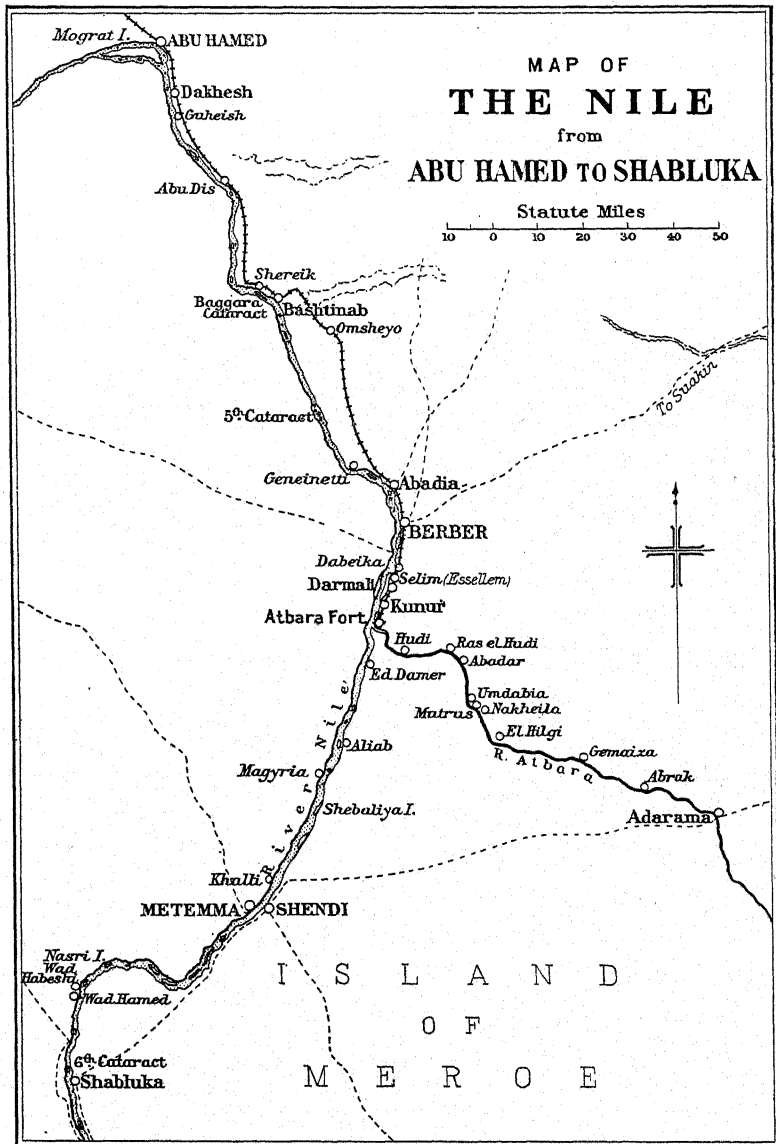 MAP OF
THE NILE
from
ABU HAMED TO SHABLUKA
Statute Miles
10 0 10 20 30 40 50
Mograt I.
ABU HAMED
Dakhesh
Guheish
Abu Dis
Shereik
Baggara
Cataract
Bashtinab
Omsheyo
To Suakin
5th Cataract
Geneinetti
Abadia
BERBER
Dabeika
Selim (Essellem)
Darmali
Kunur
Atbara Fort
Hudi
Ras el Hudi
Abadar
Ed Damer
Umdabia
Mutrus
Nakheila
El Hilgi
River Nile
Aliab
R. Atbara
Gemaiza
Magyria
Abrak
Shebaliya I.
Adarama
Khalti
METEMMA
SHENDI
Nasri I.
Wad
Habeshi
Wad Hamed
ISLAND
OF
MEROE
6th Cataract
Shabluka